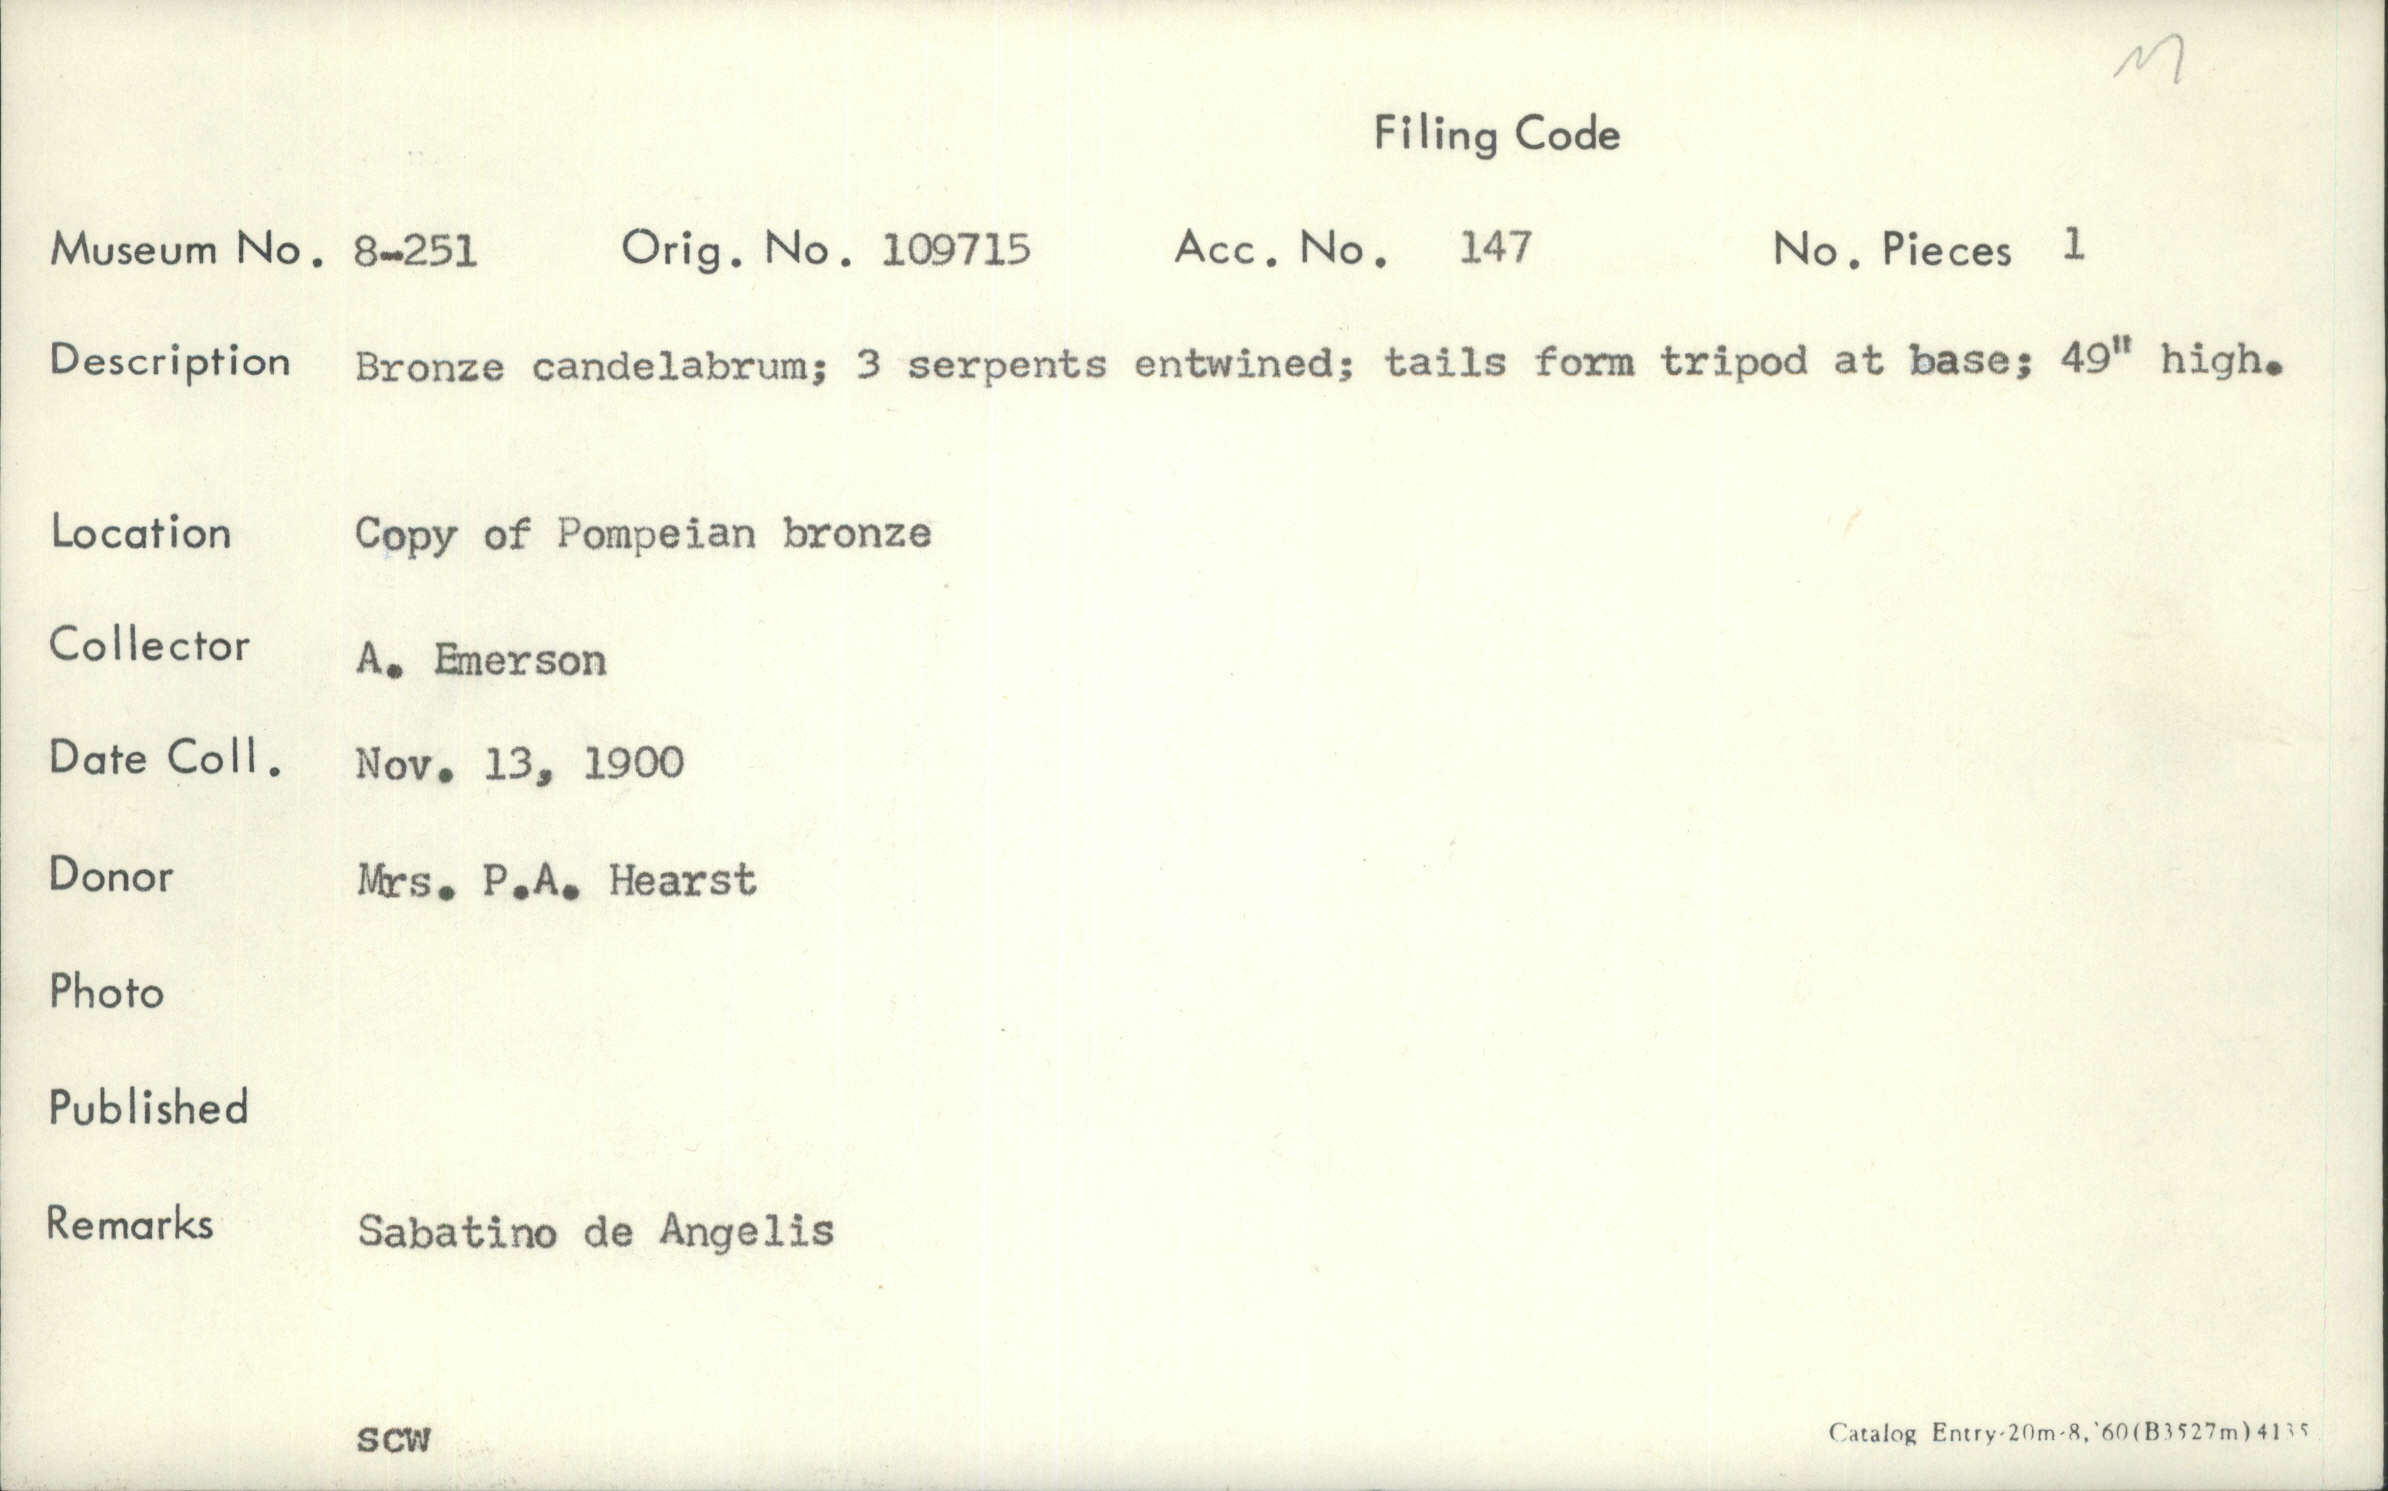 Filing Code
Museum No. 8-251 Orig. No. 109715 Acc. No. 147 No. Pieces 1
Description Bronze candelabrum; 3 serpents entwined; tails form tripod at base; 49" high.
Location Copy of Pompeian bronze
Collector A. Emerson
Date Coll. Nov. 13, 1900
Donor Mrs. P.A. Hearst
Photo
Published
Remarks Sabatino de Angelis
SCW
Catalog Entry-20m-8,'60(B3527m)4135